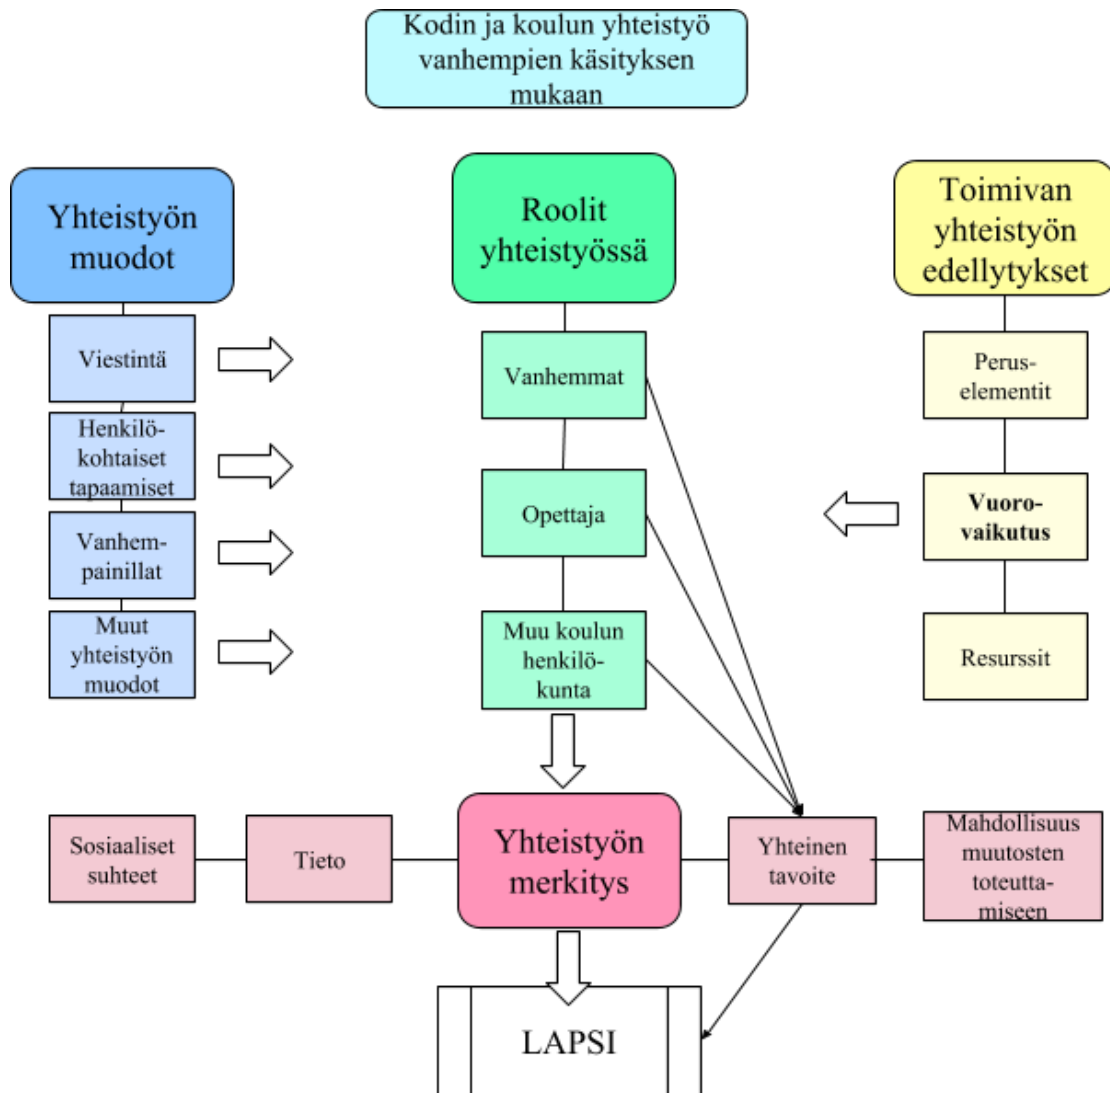 Kodin ja koulun yhteistyö
vanhempien käsityksen
mukaan
Yhteistyön
muodot
Viestintä
Henkilö-
kohtaiset
tapaamiset
Vanhem-
painillat
Muut
yhteistyön
muodot
Roolit
yhteistyössä
Vanhemmat
Opettaja
Muu koulun
henkilö-
kunta
Toimivan
yhteistyön
edellytykset
Perus-
elementit
Vuoro-
vaikutus
Resurssit
Sosiaaliset
suhteet
Tieto
Yhteistyön
merkitys
Yhteinen
tavoite
Mahdollisuus
muutosten
toteutta-
miseen
LAPSI